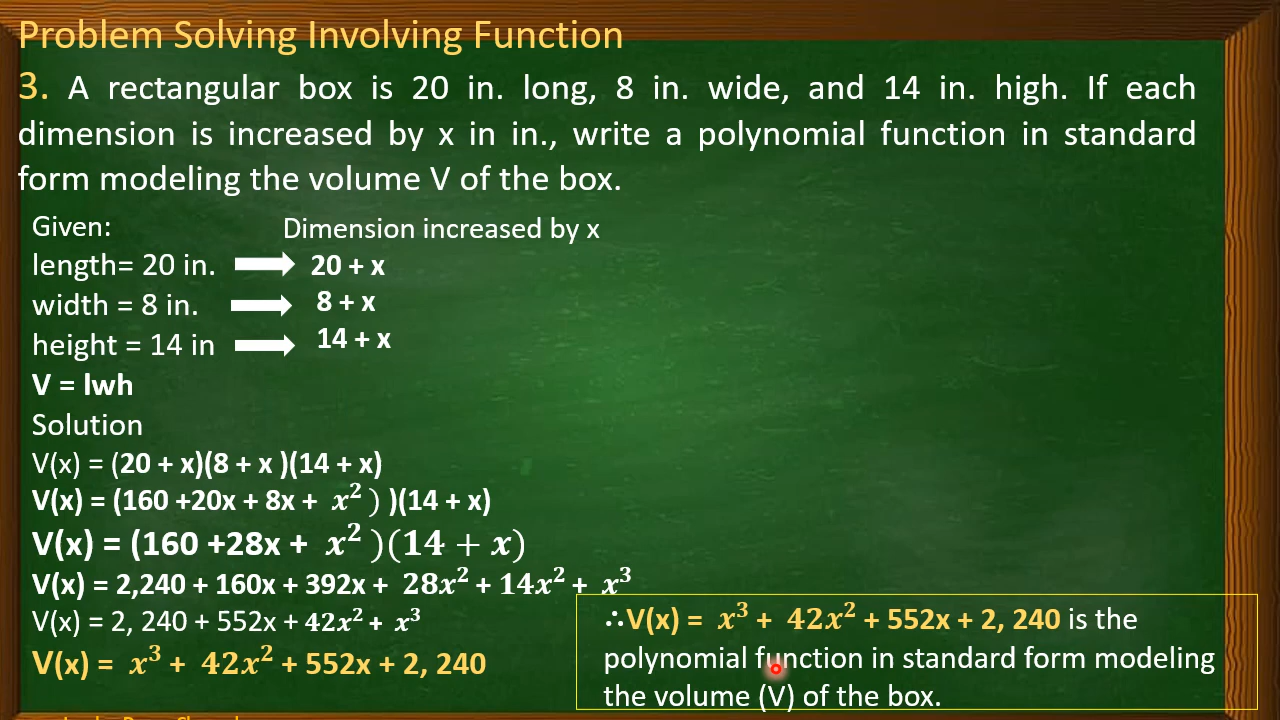 Problem Solving Involving Function
3. A rectangular box is 20 in. long, 8 in. wide, and 14 in. high. If each
dimension is increased by x in in., write a polynomial function in standard
form modeling the volume V of the box.
Given:
Dimension increased by x
length= 20 in.
20 + x
width = 8 in.
8 + x
height = 14 in
14 + x
V = lwh
Solution
V(x) = (20 + x)(8 + x )(14 + x)
V(x) = (160 +20x + 8x + x² ) )(14 + x)
V(x) = (160 +28x + x² )(14 + x)
V(x) = 2,240 + 160x + 392x + 28x² + 14x² + x³
V(x) = 2, 240 + 552x + 42x² + x³
V(x) = x³ + 42x² + 552x + 2, 240
∴V(x) = x³ + 42x² + 552x + 2, 240 is the
polynomial function in standard form modeling
the volume (V) of the box.